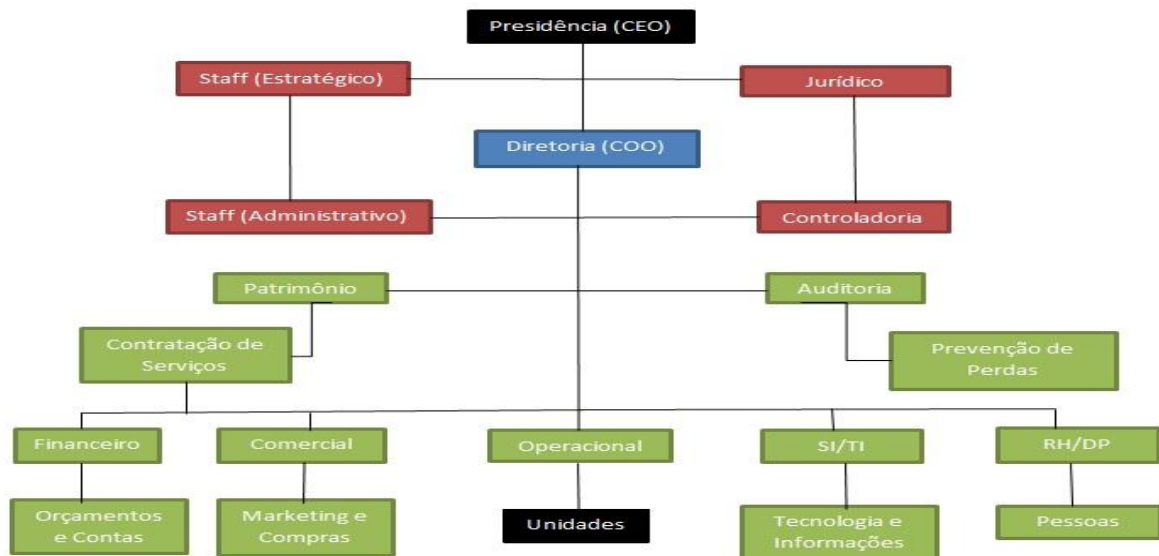 Presidência (CEO)
Staff (Estratégico)
Jurídico
Diretoria (COO)
Staff (Administrativo)
Controladoria
Patrimônio
Auditoria
Contratação de
Serviços
Prevenção de
Perdas
Financeiro
Comercial
Operacional
SI/TI
RH/DP
Orçamentos
e Contas
Marketing e
Compras
Unidades
Tecnologia e
Informações
Pessoas